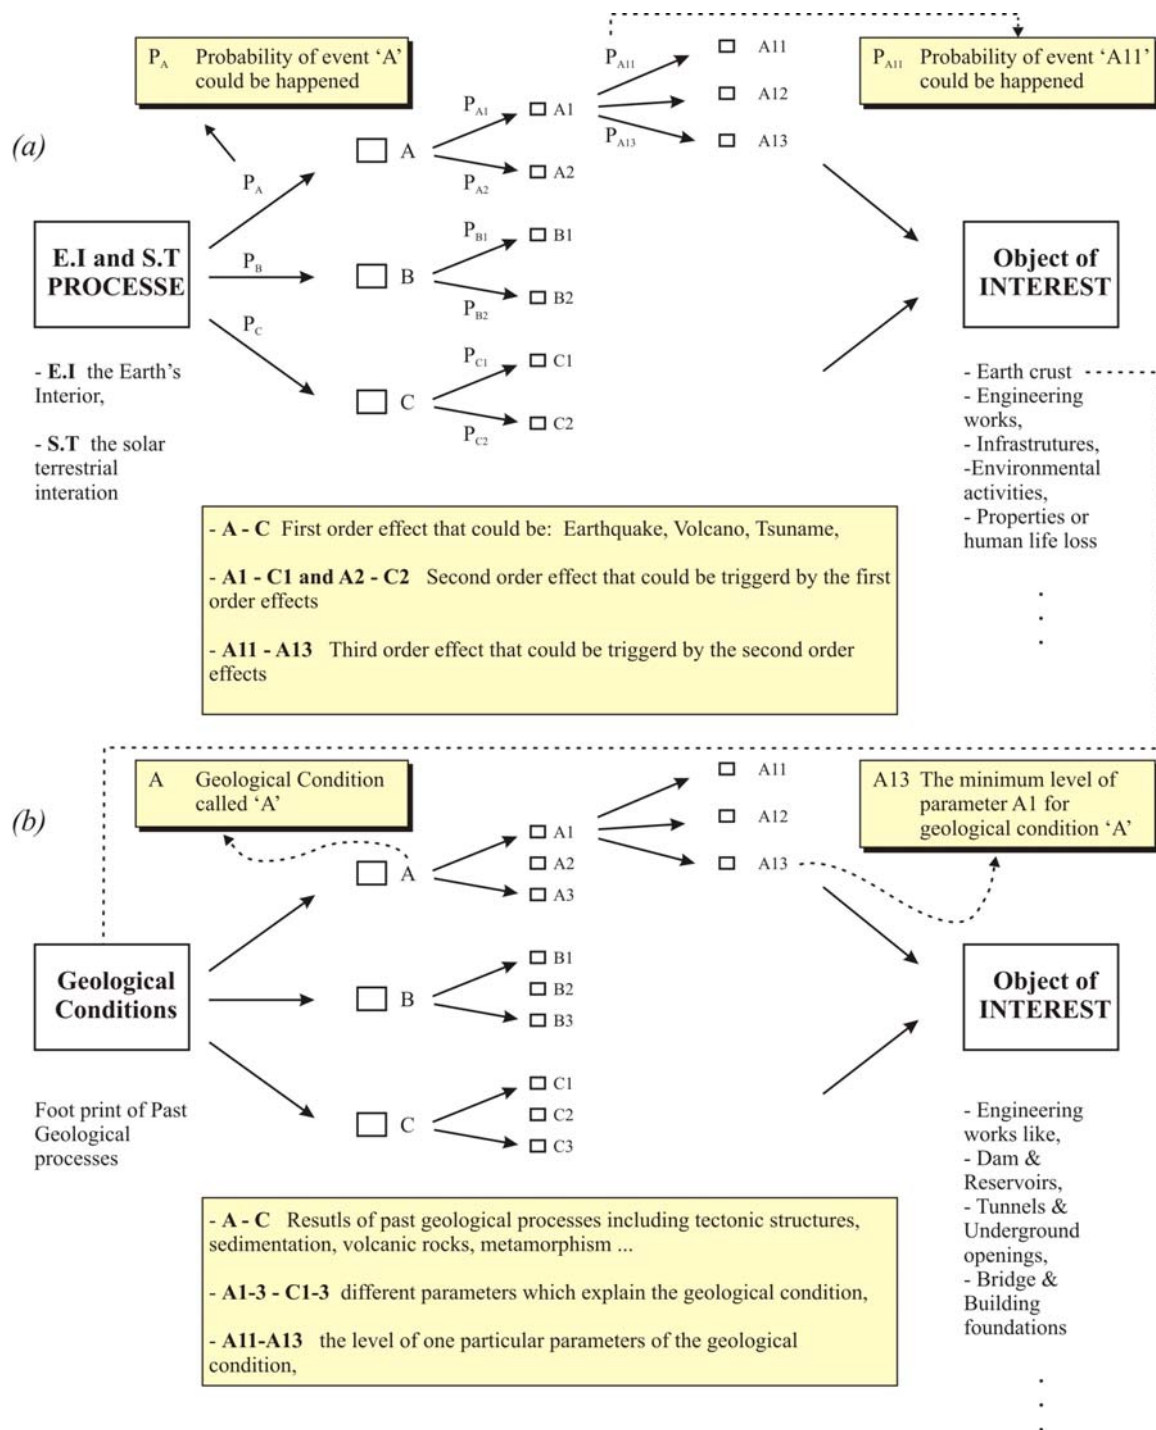 (a)
P_A Probability of event ‘A’
could be happened
P_A11 Probability of event ‘A11’
could be happened
P_A
P_B
P_C
E.I and S.T
PROCESSE
- E.I the Earth’s
Interior,
- S.T the solar
terrestrial
interation
A
B
C
P_A1
P_A2
P_B1
P_B2
P_C1
P_C2
A1
A2
B1
B2
C1
C2
P_A11
P_A13
A11
A12
A13
Object of
INTEREST
- Earth crust
- Engineering
works,
- Infrastrutures,
-Environmental
activities,
- Properties or
human life loss
.
.
.
- A - C First order effect that could be: Earthquake, Volcano, Tsuname,
- A1 - C1 and A2 - C2 Second order effect that could be triggerd by the first
order effects
- A11 - A13 Third order effect that could be triggerd by the second order
effects
(b)
A Geological Condition
called ‘A’
A13 The minimum level of
parameter A1 for
geological condition ‘A’
Geological
Conditions
Foot print of Past
Geological
processes
A
B
C
A1
A2
A3
B1
B2
B3
C1
C2
C3
A11
A12
A13
Object of
INTEREST
- Engineering
works like,
- Dam &
Reservoirs,
- Tunnels &
Underground
openings,
- Bridge &
Building
foundations
.
.
.
- A - C Resutls of past geological processes including tectonic structures,
sedimentation, volcanic rocks, metamorphism ...
- A1-3 - C1-3 different parameters which explain the geological condition,
- A11-A13 the level of one particular parameters of the geological
condition,